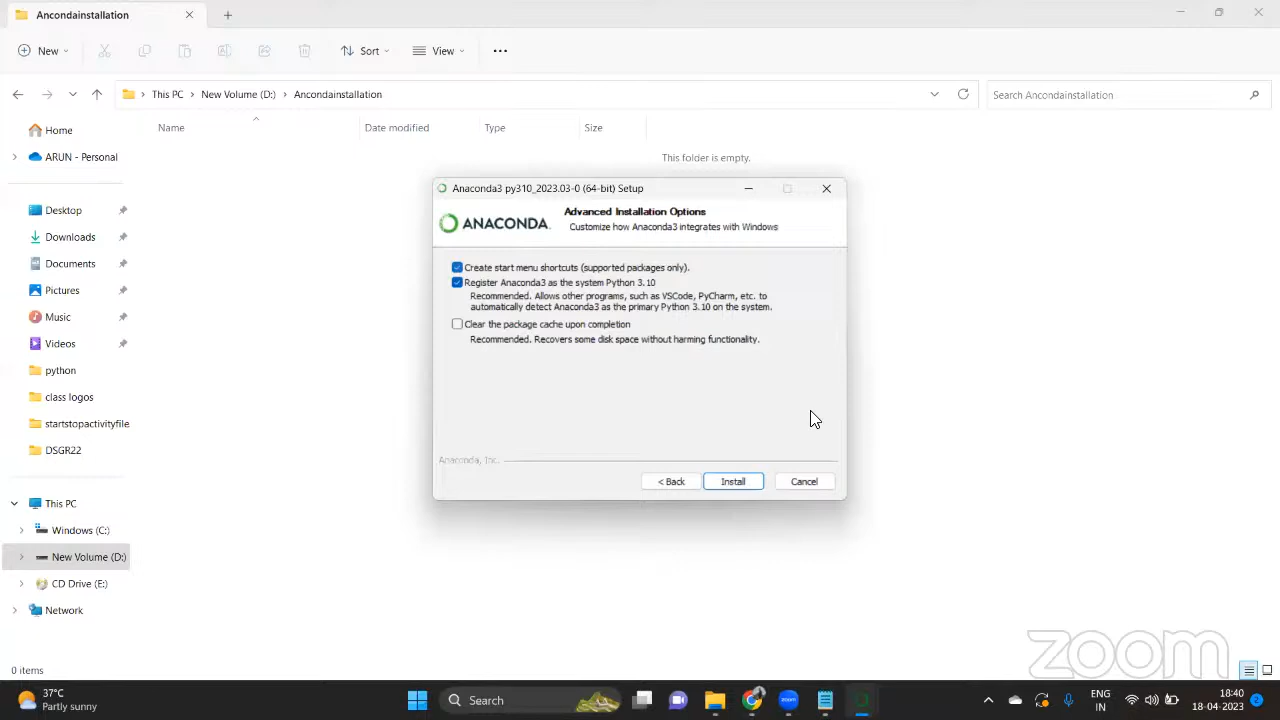 Ancondainstallation
New
Sort
View
This PC
New Volume (D:)
Ancondainstallation
Search Ancondainstallation
Name
Date modified
Type
Size
This folder is empty.
Home
ARUN - Personal
Desktop
Downloads
Documents
Pictures
Music
Videos
python
class logos
startstopactivityfile
DSGR22
This PC
Windows (C:)
New Volume (D:)
CD Drive (E:)
Network
0 items
Anaconda3 py310_2023.03-0 (64-bit) Setup
ANACONDA.
Advanced Installation Options
Customize how Anaconda3 integrates with Windows
Create start menu shortcuts (supported packages only).
Register Anaconda3 as the system Python 3.10
Recommended. Allows other programs, such as VSCode, PyCharm, etc. to
automatically detect Anaconda3 as the primary Python 3.10 on the system.
Clear the package cache upon completion
Recommended. Recovers some disk space without harming functionality.
Anaconda, Inc.
< Back
Install
Cancel
zoom
37°C
Partly sunny
Search
zoom
ENG
IN
18:40
18-04-2023